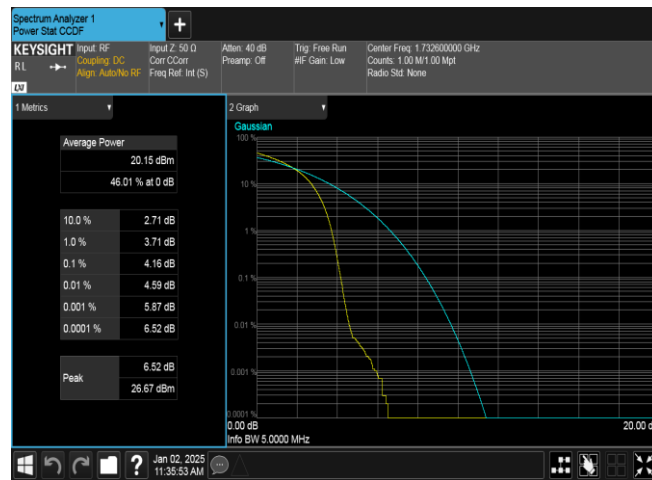 Spectrum Analyzer 1
Power Stat CCDF
+
KEYSIGHT
RL
LXI
Input: RF
Coupling: DC
Align: Auto/No RF
Input Z: 50 Ω
Corr CCorr
Freq Ref: Int (S)
Atten: 40 dB
Preamp: Off
Trig: Free Run
#IF Gain: Low
Center Freq: 1.732600000 GHz
Counts: 1.00 M/1.00 Mpt
Radio Std: None
1 Metrics
Average Power
20.15 dBm
46.01 % at 0 dB
10.0 % 2.71 dB
1.0 % 3.71 dB
0.1 % 4.16 dB
0.01 % 4.59 dB
0.001 % 5.87 dB
0.0001 % 6.52 dB
Peak
6.52 dB
26.67 dBm
2 Graph
Gaussian
100 %
10 %
1 %
0.1 %
0.01 %
0.001 %
0.0001 %
0.00 dB
20.00 d
Info BW 5.0000 MHz
?
Jan 02, 2025
11:35:53 AM